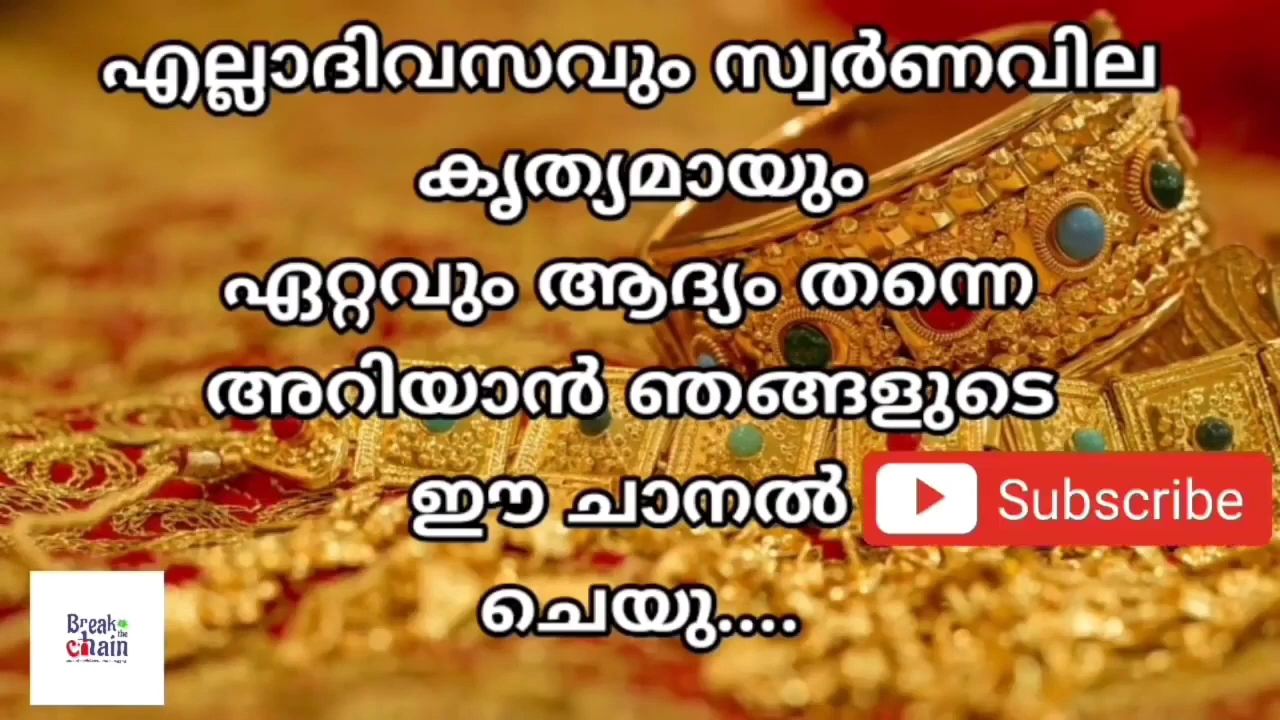 എല്ലാദിവസവും സ്വർണവില
കൃത്യമായും
ഏറ്റവും ആദ്യം തന്നെ
അറിയാൻ ഞങ്ങളുടെ
ഈ ചാനൽ Subscribe
ചെയു....
Break the
chain